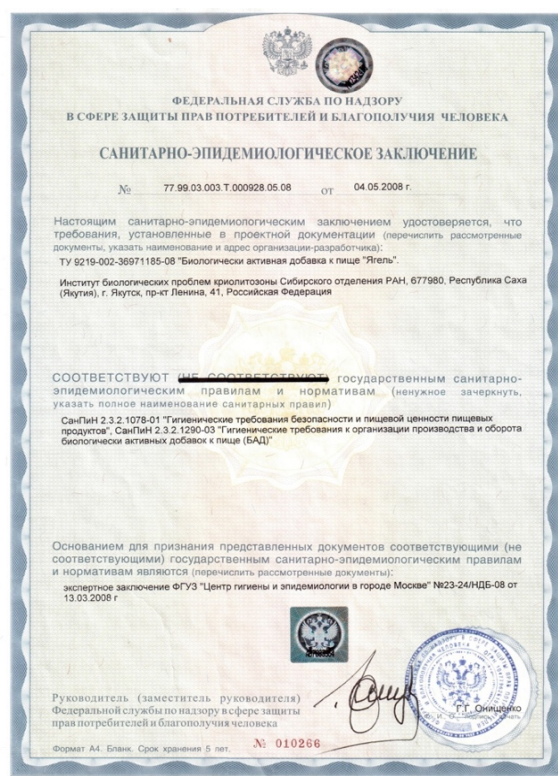 ФЕДЕРАЛЬНАЯ СЛУЖБА ПО НАДЗОРУ
В СФЕРЕ ЗАЩИТЫ ПРАВ ПОТРЕБИТЕЛЕЙ И БЛАГОПОЛУЧИЯ ЧЕЛОВЕКА
САНИТАРНО-ЭПИДЕМИОЛОГИЧЕСКОЕ ЗАКЛЮЧЕНИЕ
№ 77.99.03.003.Т.000928.05.08 от 04.05.2008 г.
Настоящим санитарно-эпидемиологическим заключением удостоверяется, что
требования, установленные в проектной документации (перечислить рассмотренные
документы, указать наименование и адрес организации-разработчика):
ТУ 9219-002-36971185-08 "Биологически активная добавка к пище "Ягель".
Институт биологических проблем криолитозоны Сибирского отделения РАН, 677980, Республика Саха
(Якутия), г. Якутск, пр-кт Ленина, 41, Российская Федерация
СООТВЕТСТВУЮТ (НЕ СООТВЕТСТВУЮТ) государственным санитарно-
эпидемиологическим правилам и нормативам (ненужное зачеркнуть,
указать полное наименование санитарных правил)
СанПиН 2.3.2.1078-01 "Гигиенические требования безопасности и пищевой ценности пищевых
продуктов", СанПиН 2.3.2.1290-03 "Гигиенические требования к организации производства и оборота
биологически активных добавок к пище (БАД)"
Основанием для признания представленных документов соответствующими (не
соответствующими) государственным санитарно-эпидемиологическим правилам
и нормативам являются (перечислить рассмотренные документы):
экспертное заключение ФГУЗ "Центр гигиены и эпидемиологии в городе Москве" №23-24/НДБ-08 от
13.03.2008 г
Руководитель (заместитель руководителя)
Федеральной службы по надзору в сфере защиты
прав потребителей и благополучия человека
Г.Г. Онищенко
Формат А4. Бланк. Срок хранения 5 лет.
№ 010266